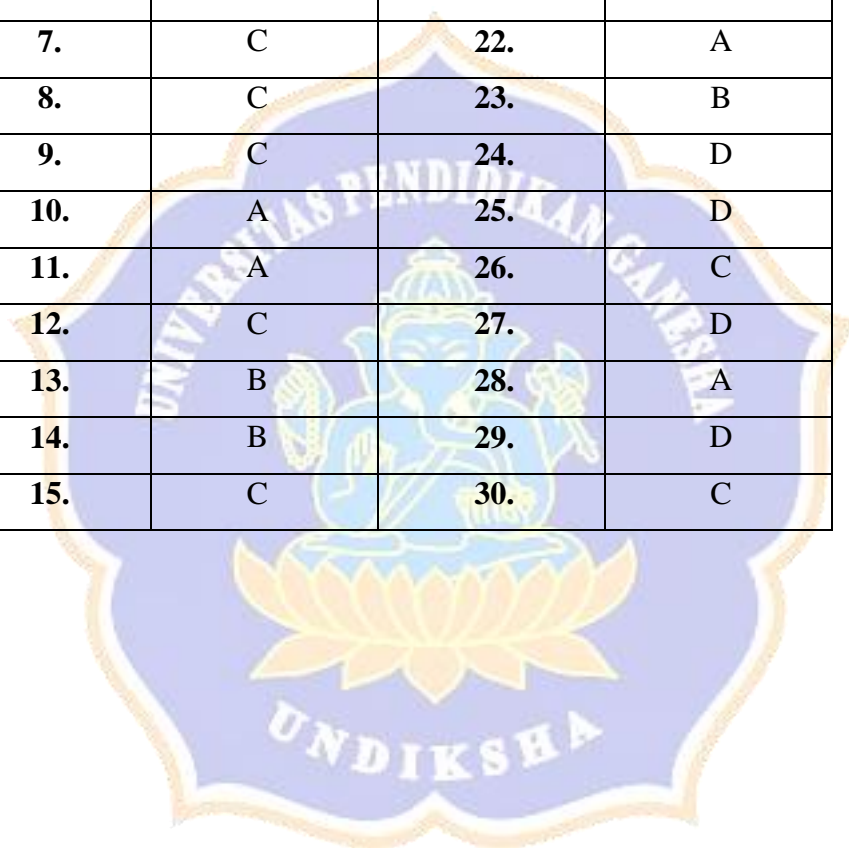 7. C 22. A
8. C 23. B
9. C 24. D
10. A 25. D
11. A 26. C
12. C 27. D
13. B 28. A
14. B 29. D
15. C 30. C
UNIVERSITAS PENDIDIKAN GANESHA
UNDIKSHA